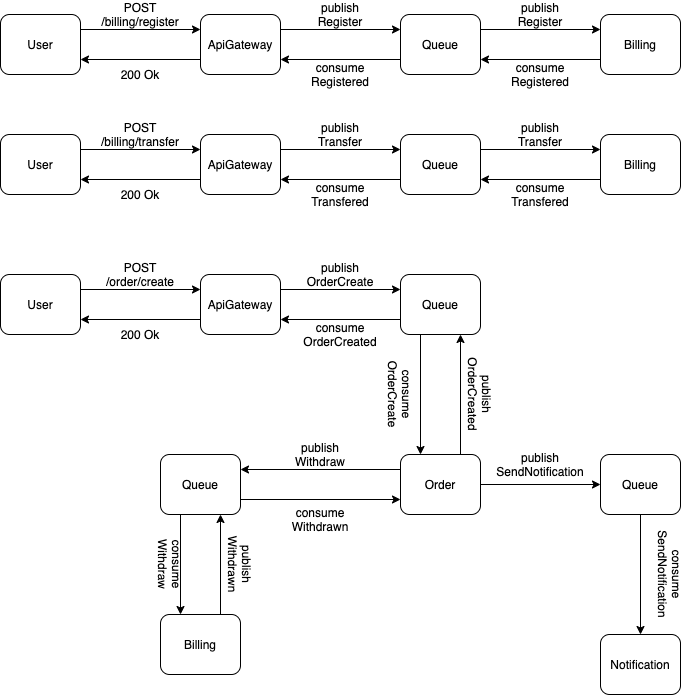 POST
/billing/register
publish
Register
publish
Register
User
ApiGateway
Queue
Billing
200 Ok
consume
Registered
consume
Registered
POST
/billing/transfer
publish
Transfer
publish
Transfer
User
ApiGateway
Queue
Billing
200 Ok
consume
Transfered
consume
Transfered
POST
/order/create
publish
OrderCreate
User
ApiGateway
Queue
200 Ok
consume
OrderCreated
consume
OrderCreate
publish
OrderCreated
publish
Withdraw
publish
SendNotification
Queue
Order
Queue
consume
Withdrawn
consume
Withdraw
publish
Withdrawn
consume
SendNotification
Billing
Notification